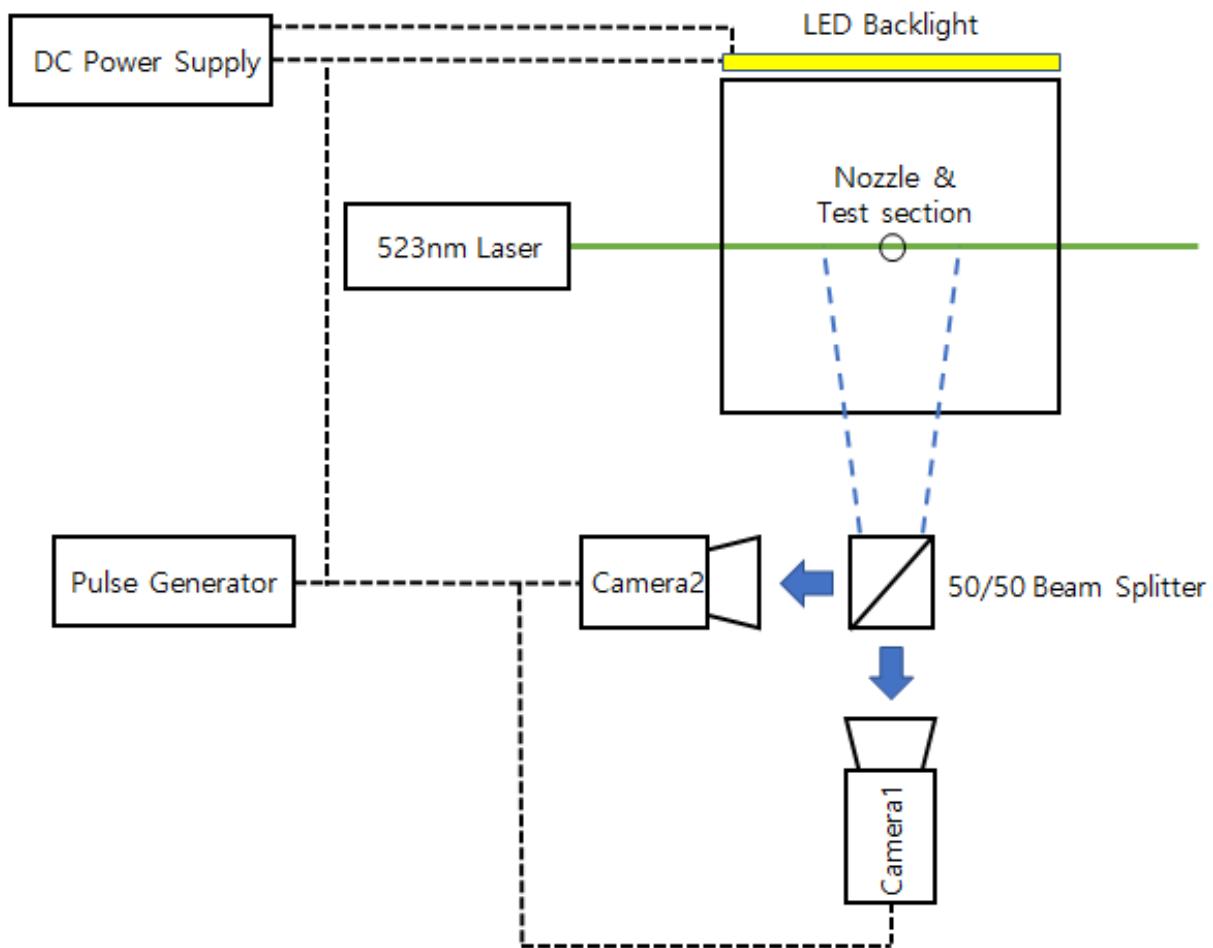 LED Backlight
DC Power Supply
Nozzle &
Test section
523nm Laser
Pulse Generator
Camera2
50/50 Beam Splitter
Camera1